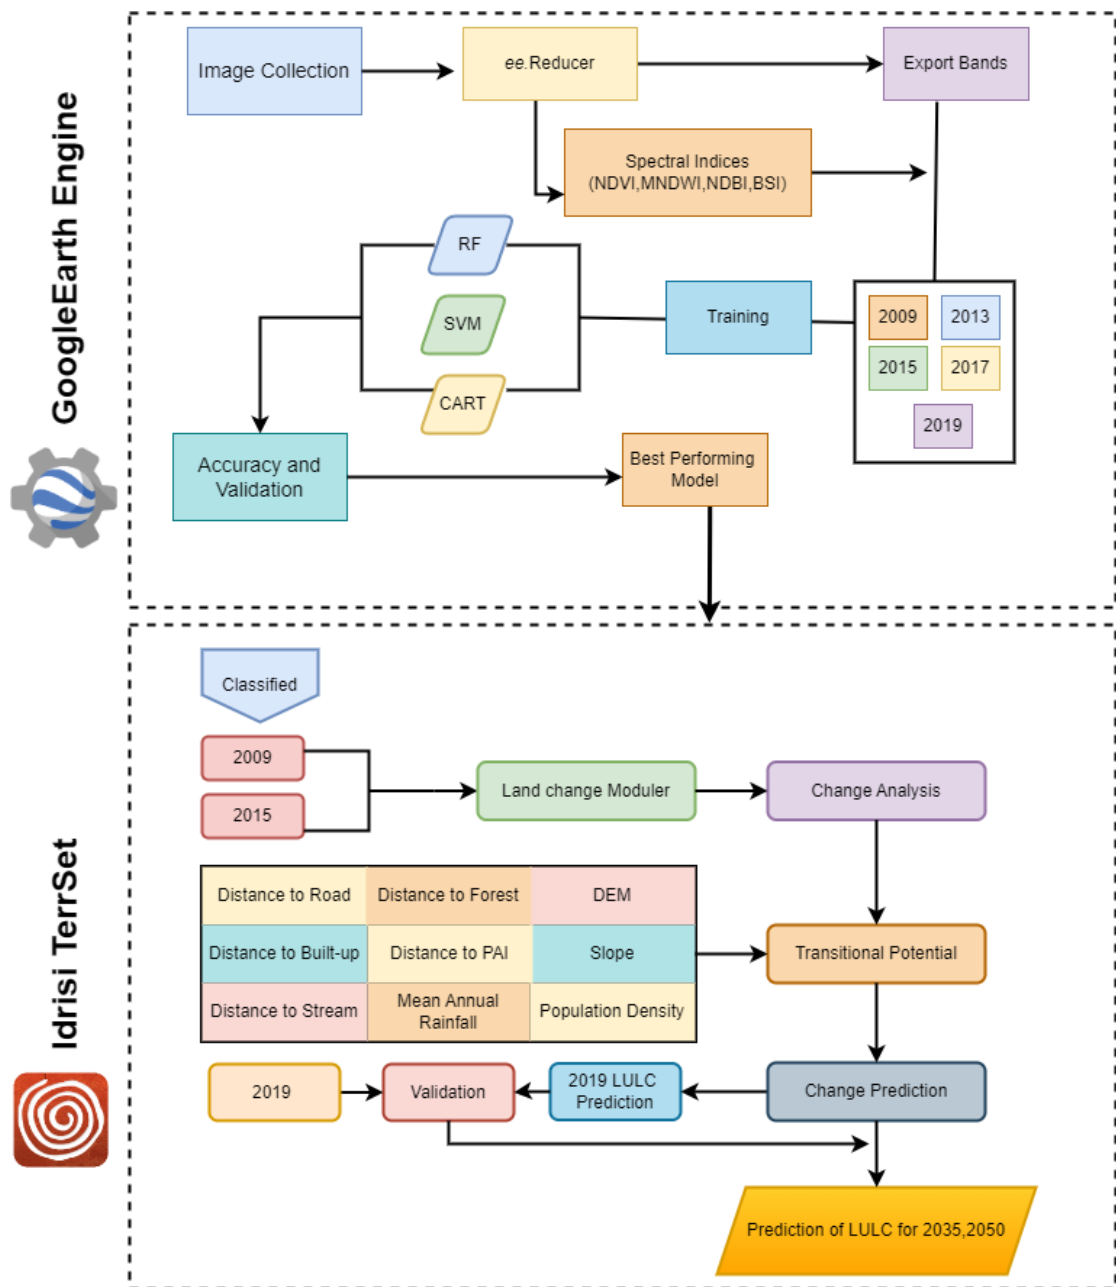 GoogleEarth Engine
Image Collection
ee.Reducer
Export Bands
Spectral Indices
(NDVI,MNDWI,NDBI,BSI)
RF
SVM
CART
Training
2009
2013
2015
2017
2019
Accuracy and
Validation
Best Performing
Model
Idrisi TerrSet
Classified
2009
2015
Land change Moduler
Change Analysis
Distance to Road
Distance to Forest
DEM
Distance to Built-up
Distance to PAI
Slope
Distance to Stream
Mean Annual
Rainfall
Population Density
Transitional Potential
2019
Validation
2019 LULC
Prediction
Change Prediction
Prediction of LULC for 2035,2050